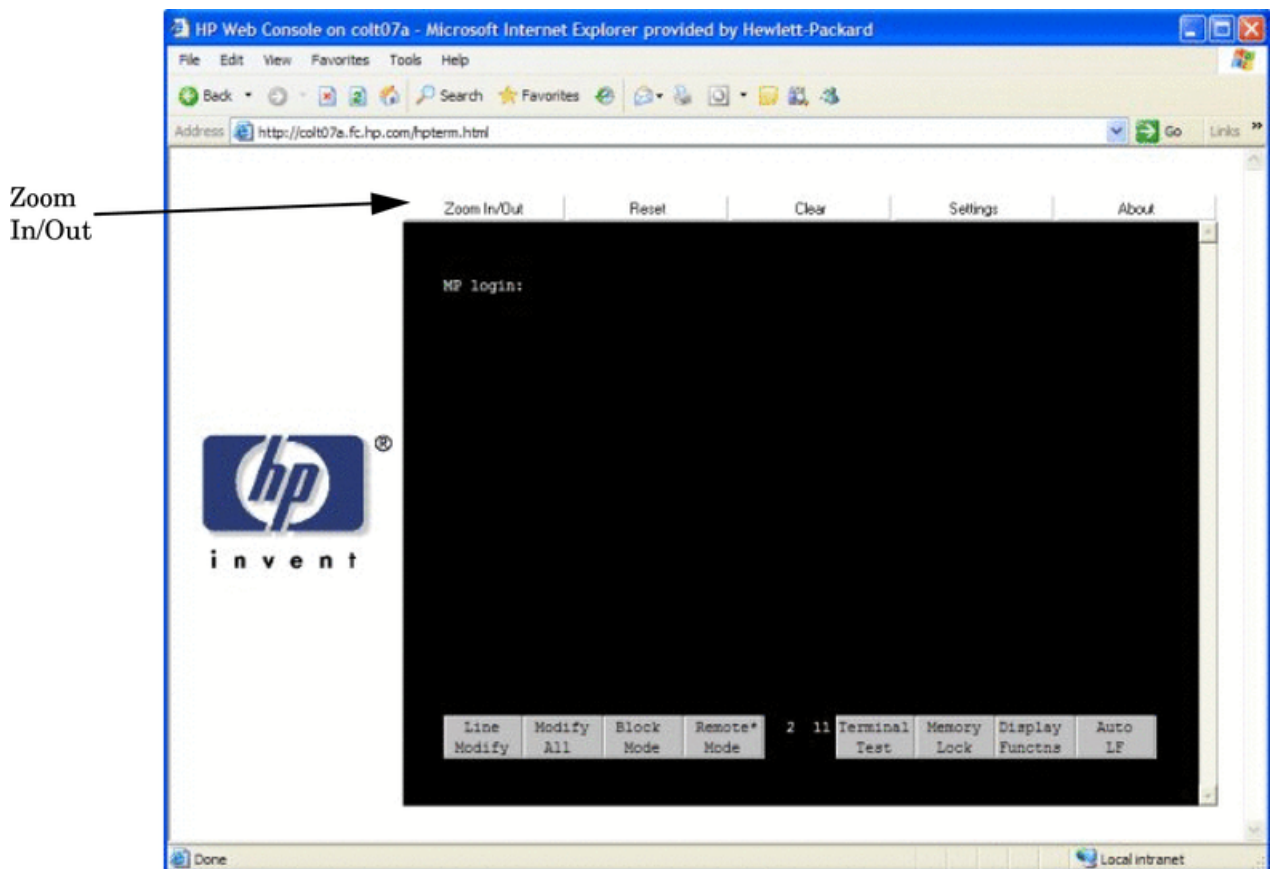 HP Web Console on colt07a - Microsoft Internet Explorer provided by Hewlett-Packard
File Edit View Favorites Tools Help
Back Search Favorites
Address http://colt07a.fc.hp.com/hpterm.html Go Links »
Zoom
In/Out
Zoom In/Out Reset Clear Settings About
MP login:
hp ®
invent
Line Modify Block Remote* 2 11 Terminal Memory Display Auto
Modify All Mode Mode Test Lock Functns LF
Done Local intranet